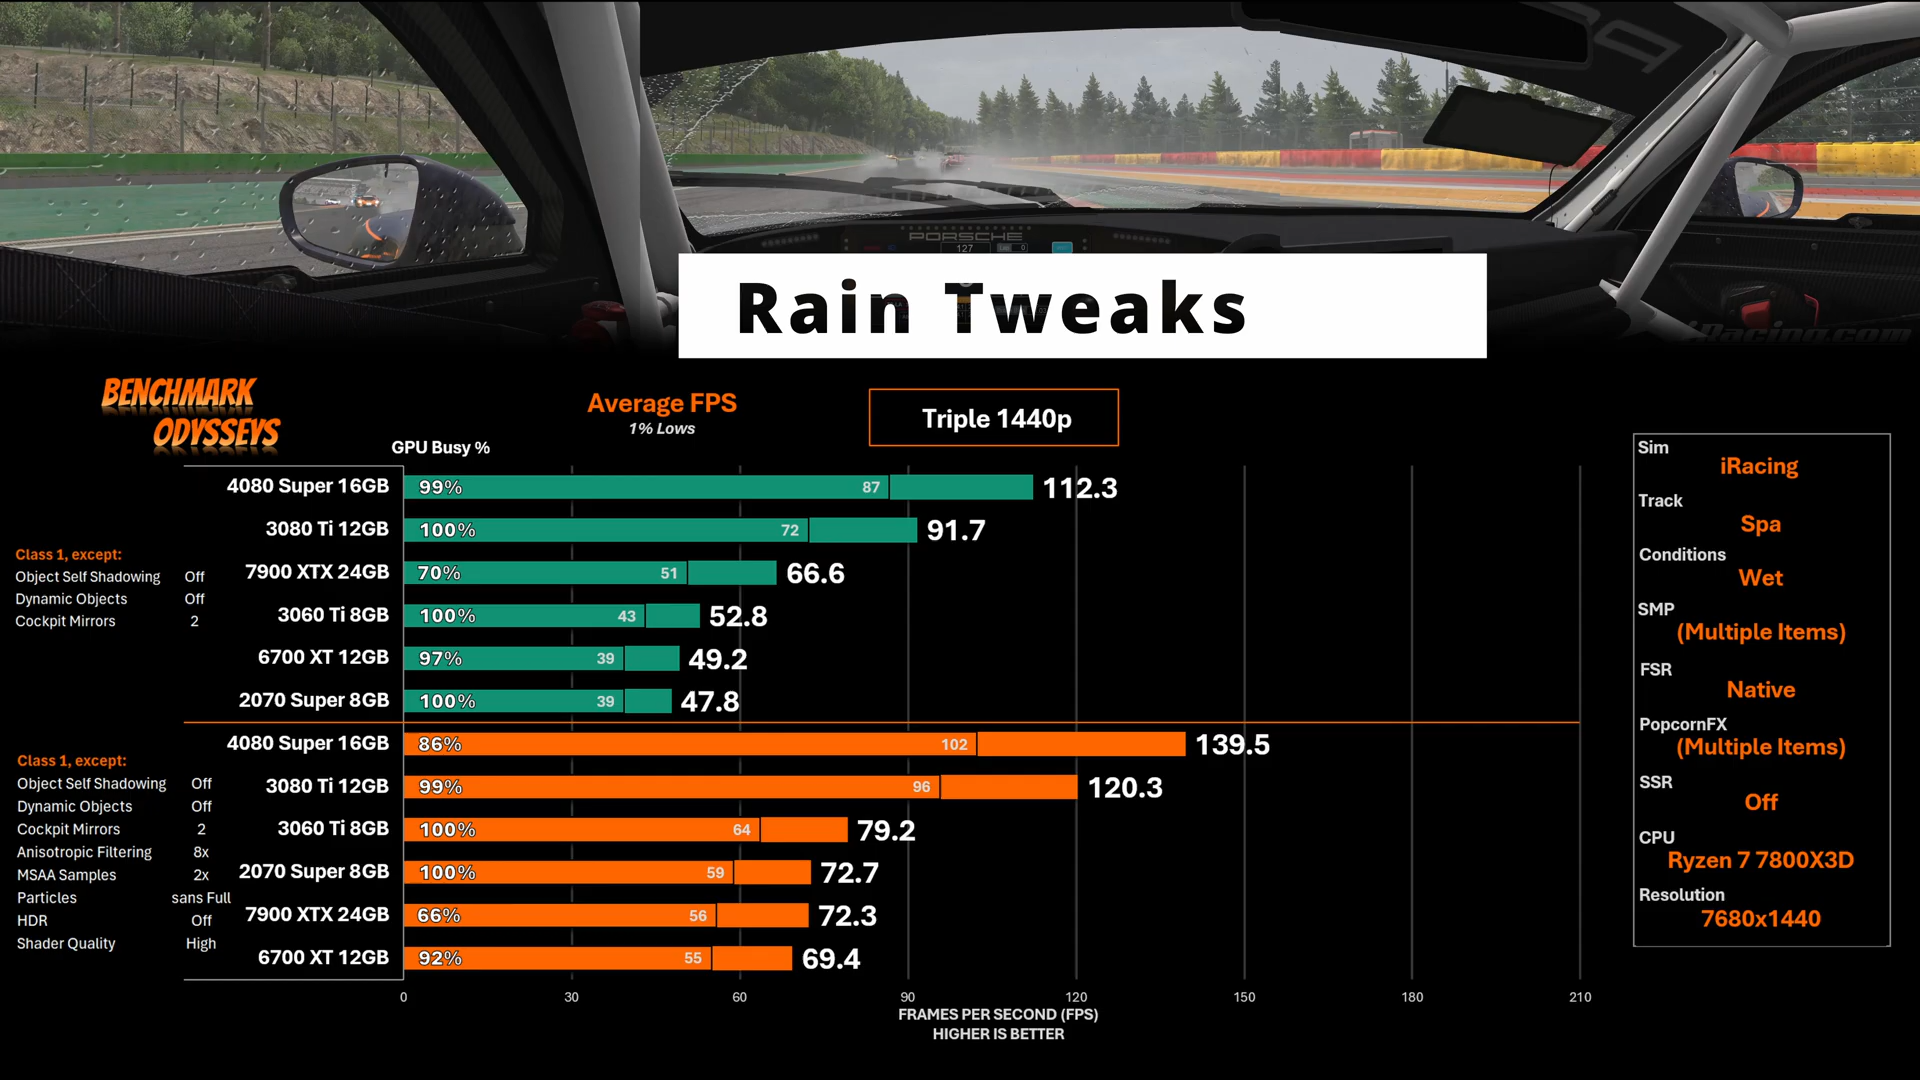 PORSCHE
127
0
Rain Tweaks
iRacing.com
BENCHMARK
ODYSSEYS
Average FPS
1% Lows
Triple 1440p
GPU Busy %
4080 Super 16GB 99% 87 112.3
3080 Ti 12GB 100% 72 91.7
7900 XTX 24GB 70% 51 66.6
3060 Ti 8GB 100% 43 52.8
6700 XT 12GB 97% 39 49.2
2070 Super 8GB 100% 39 47.8
Class 1, except:
Object Self Shadowing Off
Dynamic Objects Off
Cockpit Mirrors 2
4080 Super 16GB 86% 102 139.5
3080 Ti 12GB 99% 96 120.3
3060 Ti 8GB 100% 64 79.2
2070 Super 8GB 100% 59 72.7
7900 XTX 24GB 66% 56 72.3
6700 XT 12GB 92% 55 69.4
Class 1, except:
Object Self Shadowing Off
Dynamic Objects Off
Cockpit Mirrors 2
Anisotropic Filtering 8x
MSAA Samples 2x
Particles sans Full
HDR Off
Shader Quality High
0 30 60 90 120 150 180 210
FRAMES PER SECOND (FPS)
HIGHER IS BETTER
Sim
iRacing
Track
Spa
Conditions
Wet
SMP
(Multiple Items)
FSR
Native
PopcornFX
(Multiple Items)
SSR
Off
CPU
Ryzen 7 7800X3D
Resolution
7680x1440